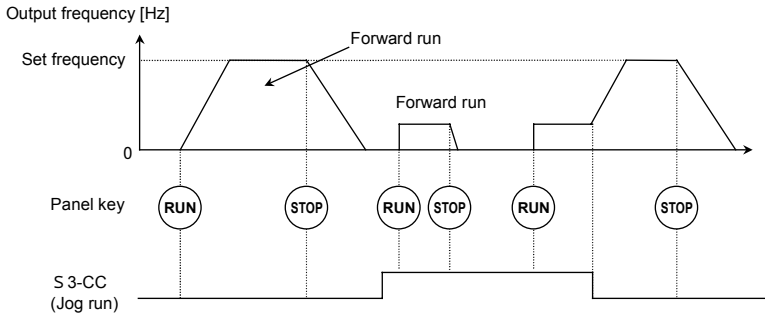 Output frequency [Hz]
Forward run
Set frequency
Forward run
0
Panel key
RUN
STOP
RUN
STOP
RUN
STOP
S3-CC
(Jog run)